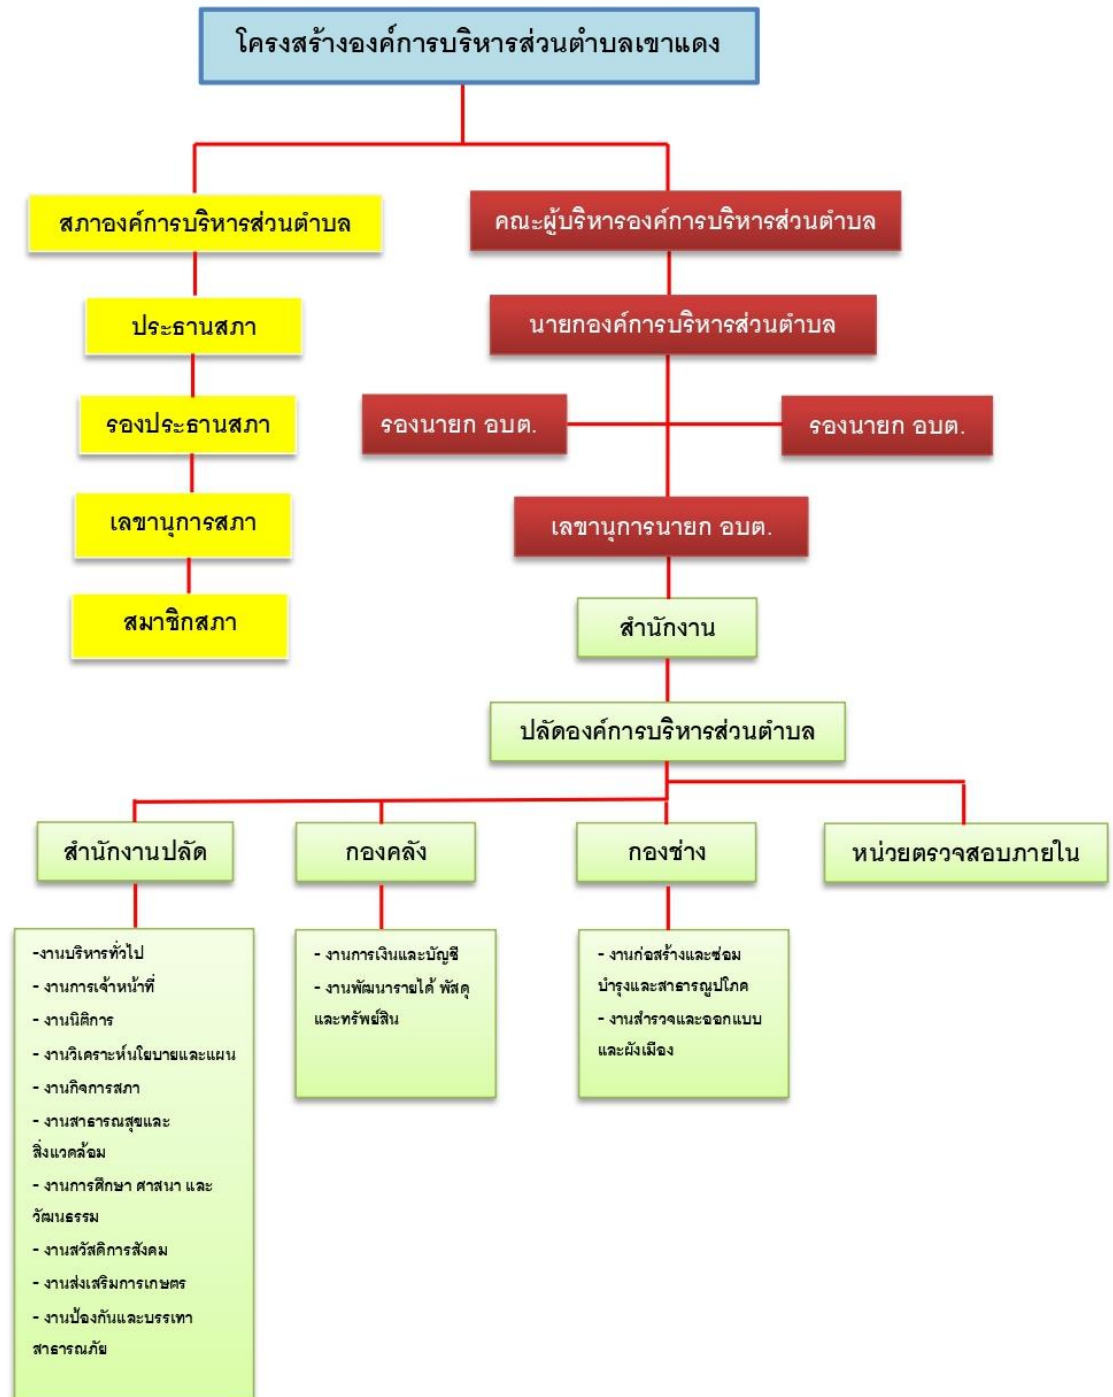 โครงสร้างองค์การบริหารส่วนตำบลเขาแดง
สภาองค์การบริหารส่วนตำบล
ประธานสภา
รองประธานสภา
เลขานุการสภา
สมาชิกสภา
คณะผู้บริหารองค์การบริหารส่วนตำบล
นายกองค์การบริหารส่วนตำบล
รองนายก อบต.
รองนายก อบต.
เลขานุการนายก อบต.
สำนักงาน
ปลัดองค์การบริหารส่วนตำบล
สำนักงานปลัด
-งานบริหารทั่วไป
- งานการเจ้าหน้าที่
- งานนิติการ
- งานวิเคราะห์นโยบายและแผน
- งานกิจการสภา
- งานสาธารณสุขและ
สิ่งแวดล้อม
- งานการศึกษา ศาสนา และ
วัฒนธรรม
- งานสวัสดิการสังคม
- งานส่งเสริมการเกษตร
- งานป้องกันและบรรเทา
สาธารณภัย
กองคลัง
- งานการเงินและบัญชี
- งานพัฒนารายได้ พัสดุ
และทรัพย์สิน
กองช่าง
- งานก่อสร้างและซ่อม
บำรุงและสาธารณูปโภค
- งานสำรวจและออกแบบ
และผังเมือง
หน่วยตรวจสอบภายใน